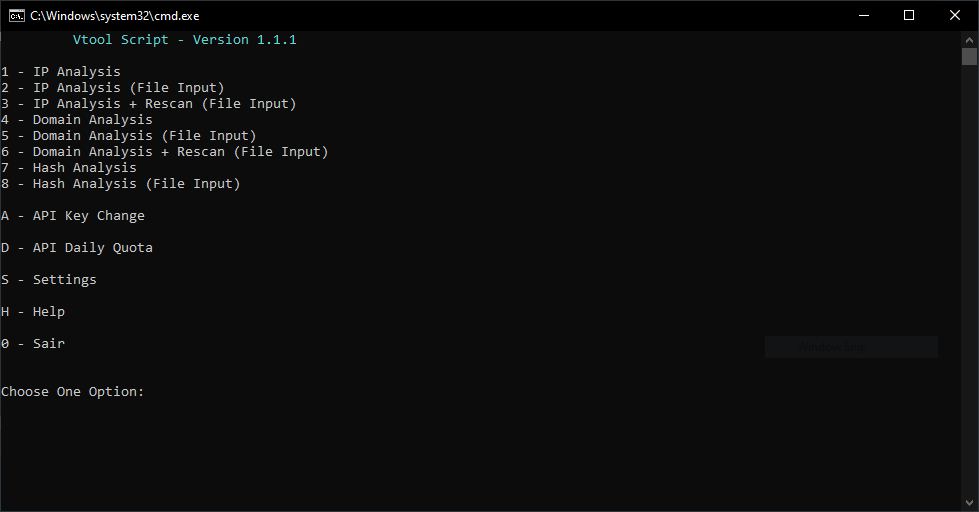 C:\Windows\system32\cmd.exe
Vtool Script - Version 1.1.1
1 - IP Analysis
2 - IP Analysis (File Input)
3 - IP Analysis + Rescan (File Input)
4 - Domain Analysis
5 - Domain Analysis (File Input)
6 - Domain Analysis + Rescan (File Input)
7 - Hash Analysis
8 - Hash Analysis (File Input)
A - API Key Change
D - API Daily Quota
S - Settings
H - Help
0 - Sair
Choose One Option: